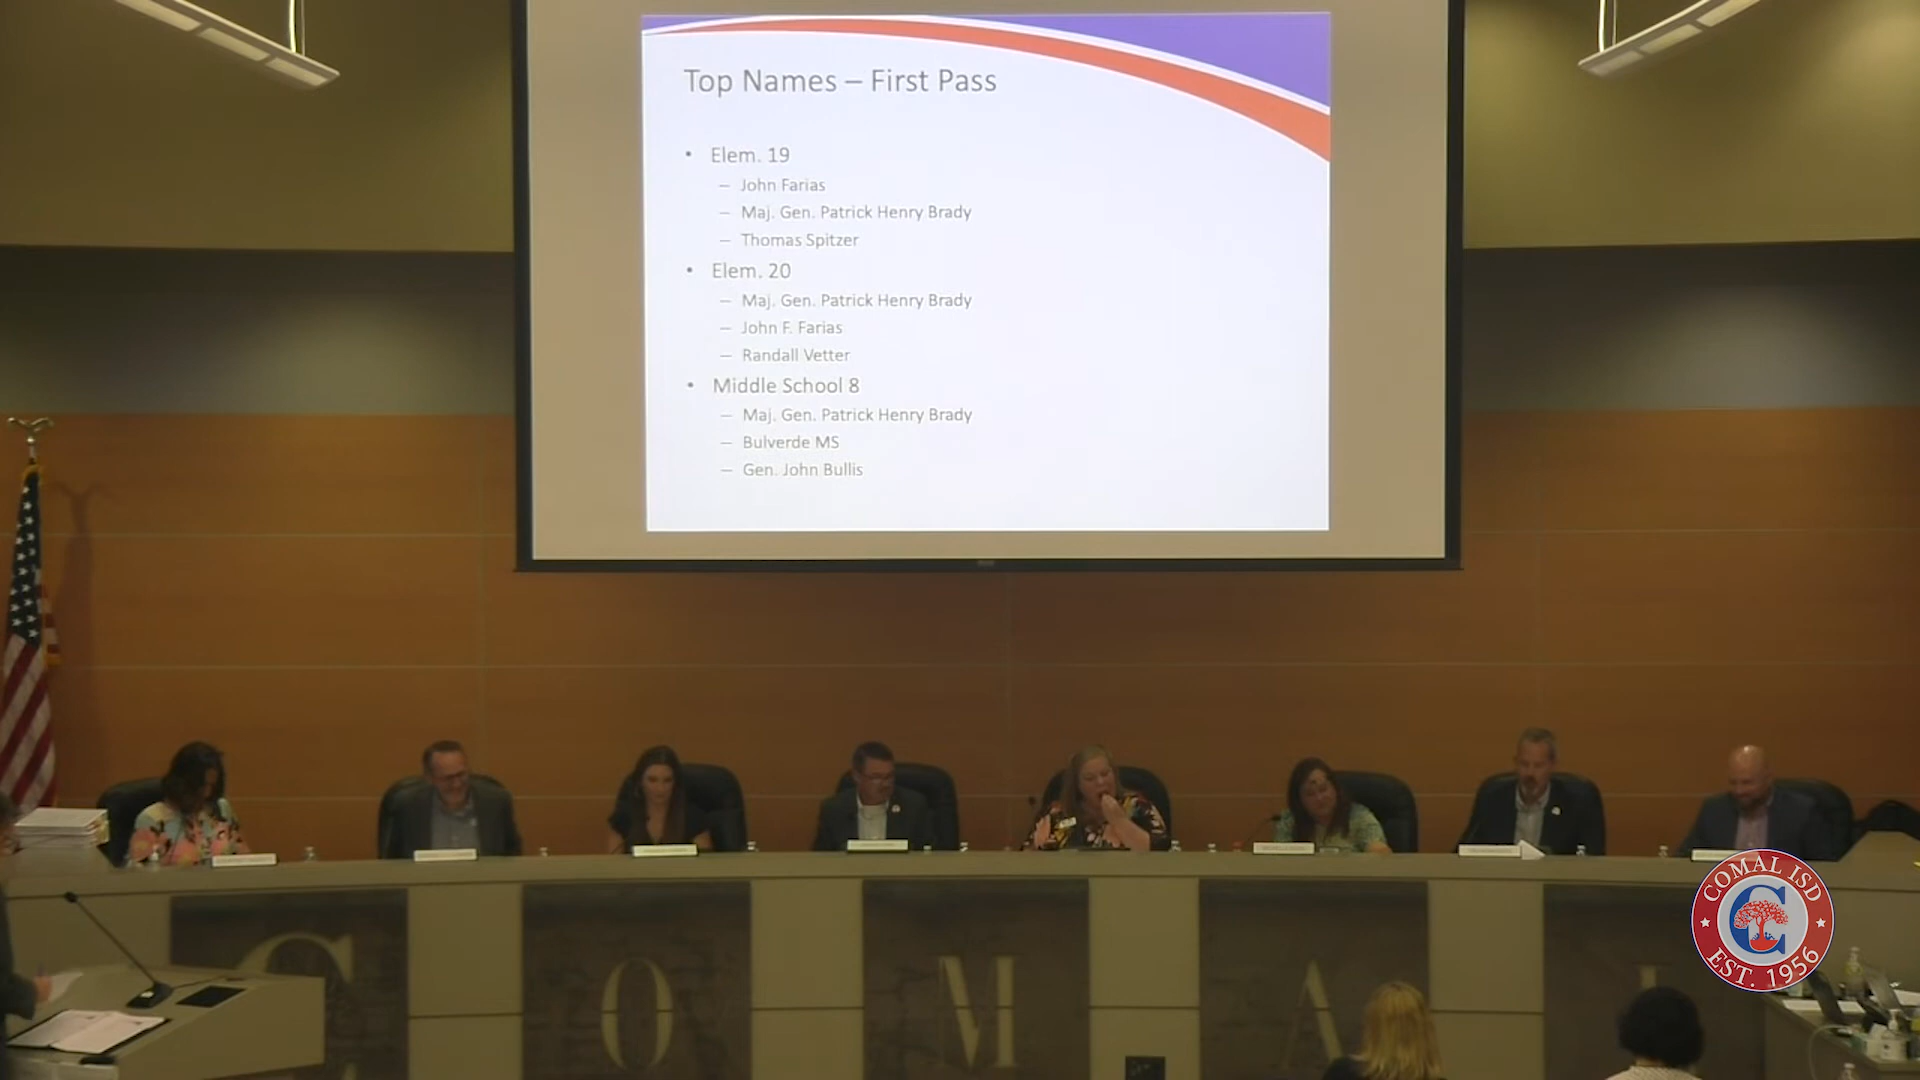 Top Names – First Pass
• Elem. 19
– John Farias
– Maj. Gen. Patrick Henry Brady
– Thomas Spitzer
• Elem. 20
– Maj. Gen. Patrick Henry Brady
– John F. Farias
– Randall Vetter
• Middle School 8
– Maj. Gen. Patrick Henry Brady
– Bulverde MS
– Gen. John Bullis
COMAL ISD
C
EST. 1956
C O M A L